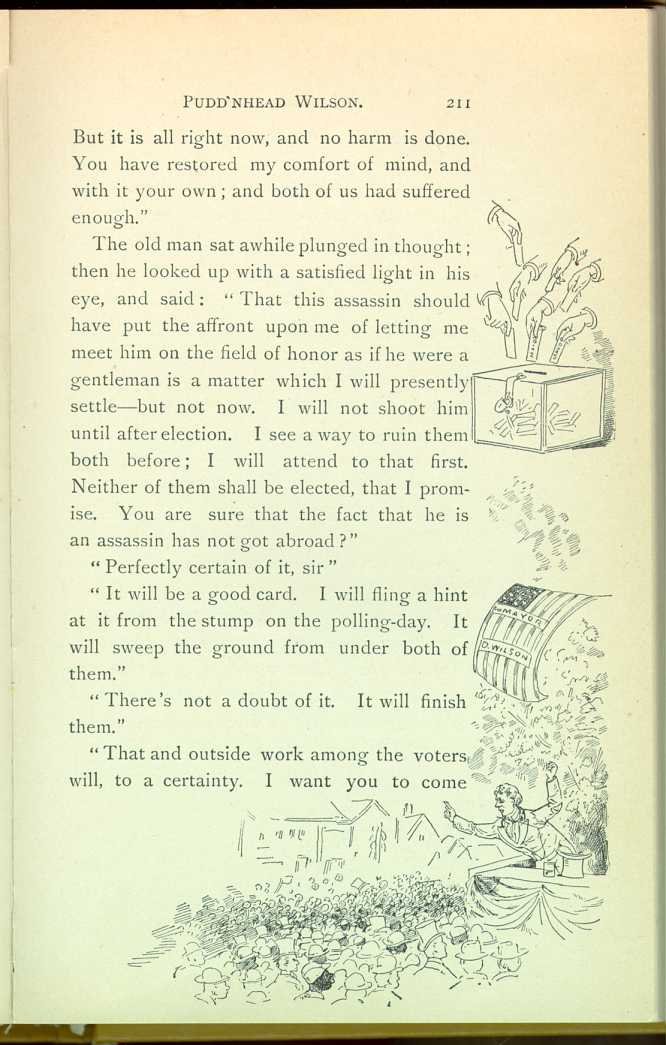 PUDD'NHEAD WILSON. 211
But it is all right now, and no harm is done.
You have restored my comfort of mind, and
with it your own; and both of us had suffered
enough."
The old man sat awhile plunged in thought;
then he looked up with a satisfied light in his
eye, and said: "That this assassin should
have put the affront upon me of letting me
meet him on the field of honor as if he were a
gentleman is a matter which I will presently
settle—but not now. I will not shoot him
until after election. I see a way to ruin them
both before; I will attend to that first.
Neither of them shall be elected, that I prom-
ise. You are sure that the fact that he is
an assassin has not got abroad?"
"Perfectly certain of it, sir"
"It will be a good card. I will fling a hint
at it from the stump on the polling-day. It
will sweep the ground from under both of
them."
"There's not a doubt of it. It will finish
them."
"That and outside work among the voters
will, to a certainty. I want you to come
for MAYOR
D. WILSON